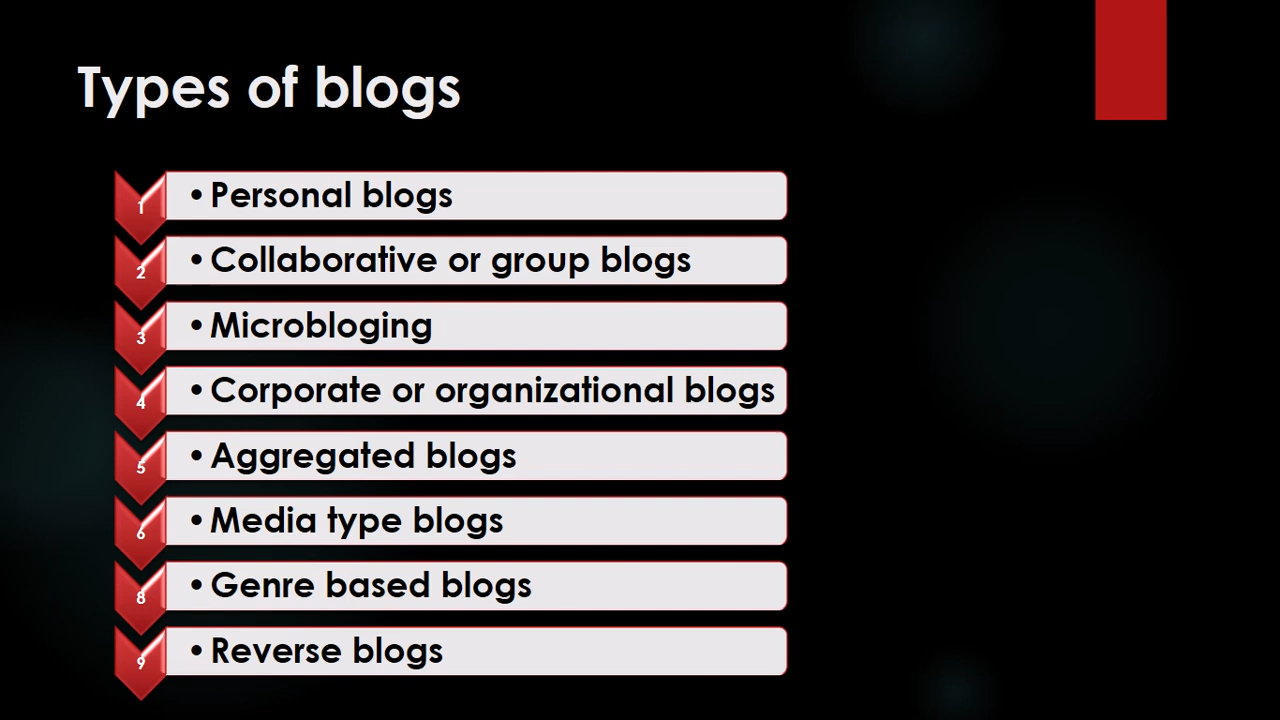 Types of blogs
1 • Personal blogs
2 • Collaborative or group blogs
3 • Microbloging
4 • Corporate or organizational blogs
5 • Aggregated blogs
6 • Media type blogs
8 • Genre based blogs
9 • Reverse blogs